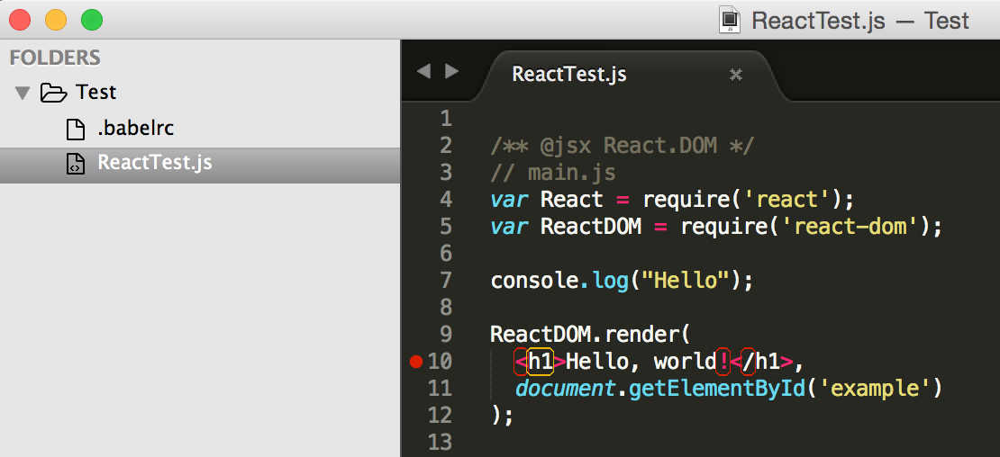 ReactTest.js — Test
FOLDERS
Test
.babelrc
ReactTest.js
ReactTest.js
1
2 /** @jsx React.DOM */
3 // main.js
4 var React = require('react');
5 var ReactDOM = require('react-dom');
6
7 console.log("Hello");
8
9 ReactDOM.render(
10   <h1>Hello, world!</h1>,
11   document.getElementById('example')
12 );
13